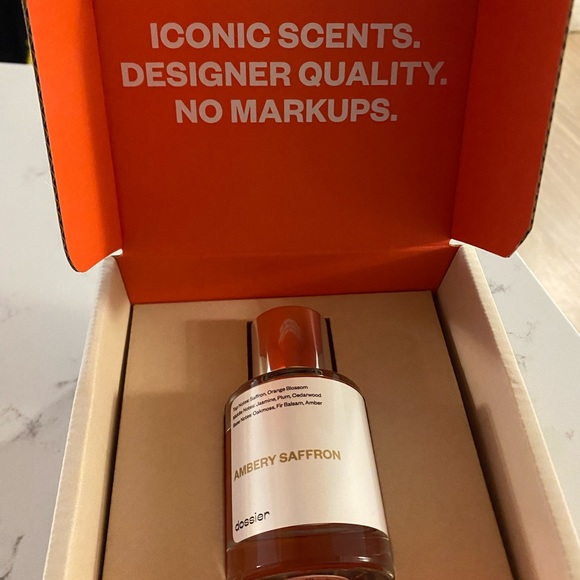 ICONIC SCENTS.
DESIGNER QUALITY.
NO MARKUPS.
Top Notes: Saffron, Orange Blossom
Middle Notes: Jasmine, Plum, Cedarwood
Base Notes: Oakmoss, Fir Balsam, Amber
AMBERY SAFFRON
dossier